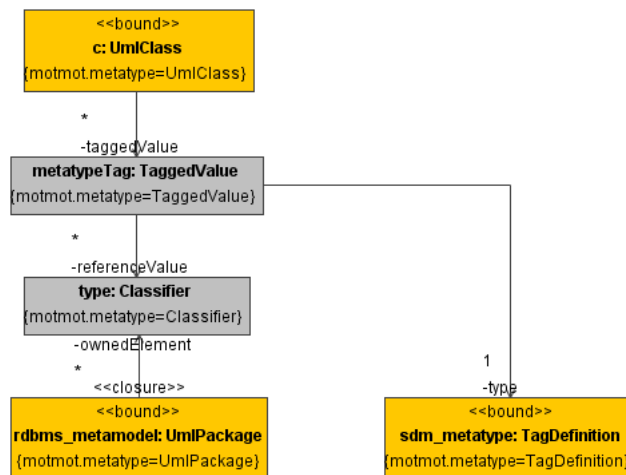 <<bound>>
c: UmlClass
{motmot.metatype=UmlClass}
*
-taggedValue
metatypeTag: TaggedValue
{motmot.metatype=TaggedValue}
*
-referenceValue
type: Classifier
{motmot.metatype=Classifier}
-ownedElement
*
<<closure>>
1
-type
<<bound>>
rdbms_metamodel: UmlPackage
{motmot.metatype=UmlPackage}
<<bound>>
sdm_metatype: TagDefinition
{motmot.metatype=TagDefinition}